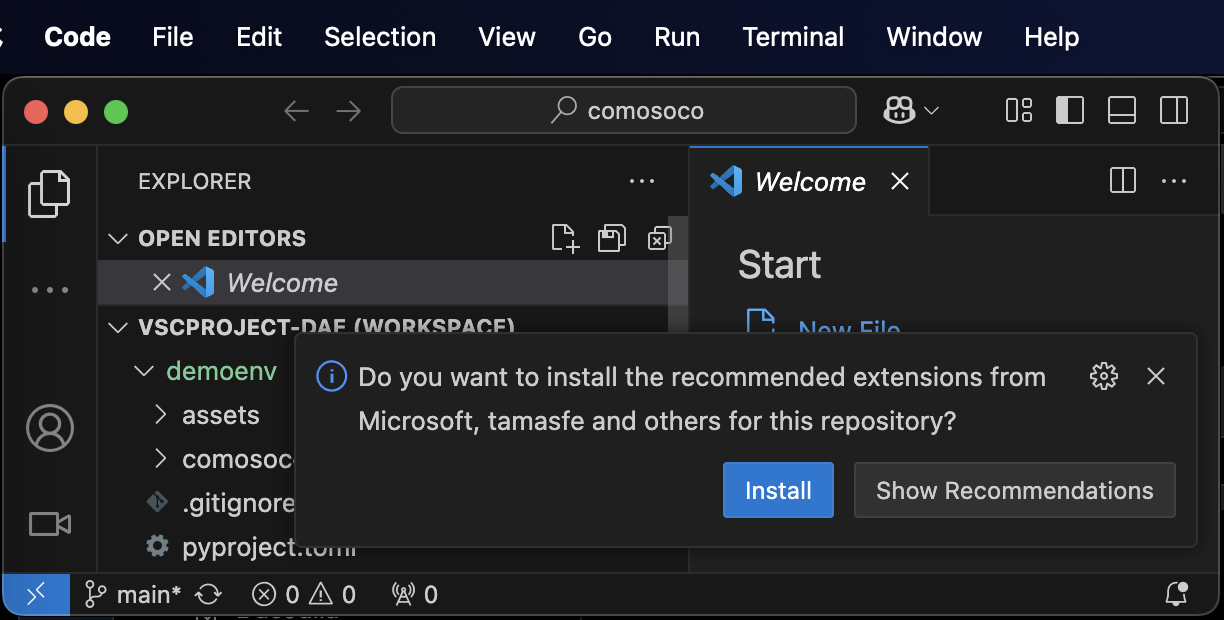 Code File Edit Selection View Go Run Terminal Window Help
comosoco
EXPLORER
Welcome
OPEN EDITORS
Welcome
Start
VSCPROJECT-DAE (WORKSPACE)
New File
demoenv
assets
comosoc
.gitignore
pyproject.toml
Do you want to install the recommended extensions from
Microsoft, tamasfe and others for this repository?
Install Show Recommendations
main* 0 0 0